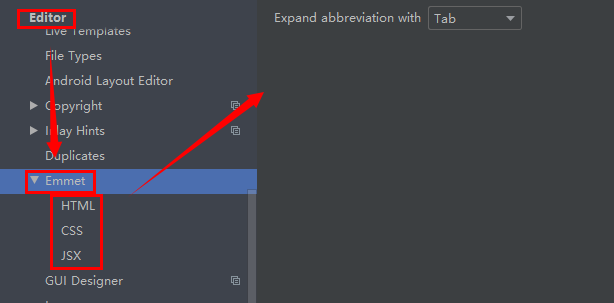 Editor
Live Templates
File Types
Android Layout Editor
Copyright
Inlay Hints
Duplicates
Emmet
HTML
CSS
JSX
GUI Designer
Expand abbreviation with Tab